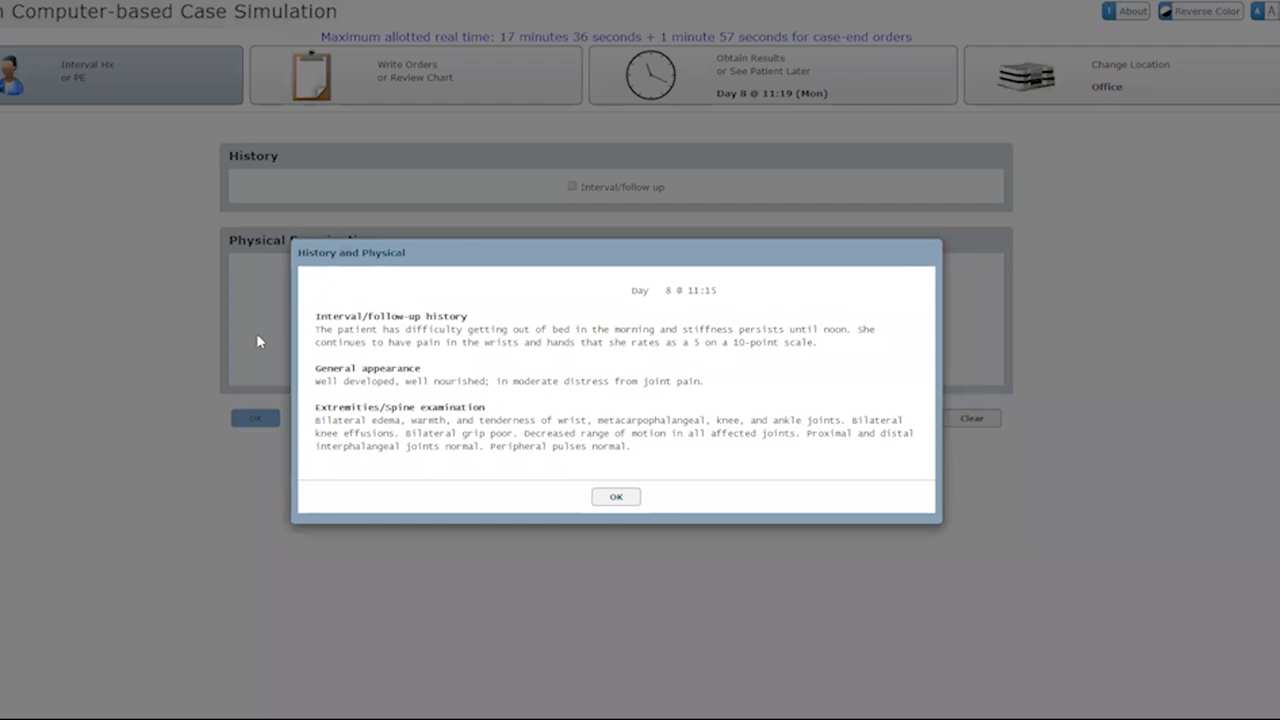 n Computer-based Case Simulation
About
Reverse Color
A A
Maximum allotted real time: 17 minutes 36 seconds + 1 minute 57 seconds for case-end orders
Interval Hx
or PE
Write Orders
or Review Chart
Obtain Results
or See Patient Later
Day 8 @ 11:19 (Mon)
Change Location
Office
History
Interval/follow up
Physical
History and Physical
Day 8 @ 11:15
Interval/follow-up history
The patient has difficulty getting out of bed in the morning and stiffness persists until noon. She
continues to have pain in the wrists and hands that she rates as a 5 on a 10-point scale.
General appearance
Well developed, well nourished; in moderate distress from joint pain.
Extremities/Spine examination
Bilateral edema, warmth, and tenderness of wrist, metacarpophalangeal, knee, and ankle joints. Bilateral
knee effusions. Bilateral grip poor. Decreased range of motion in all affected joints. Proximal and distal
interphalangeal joints normal. Peripheral pulses normal.
OK
OK
Clear